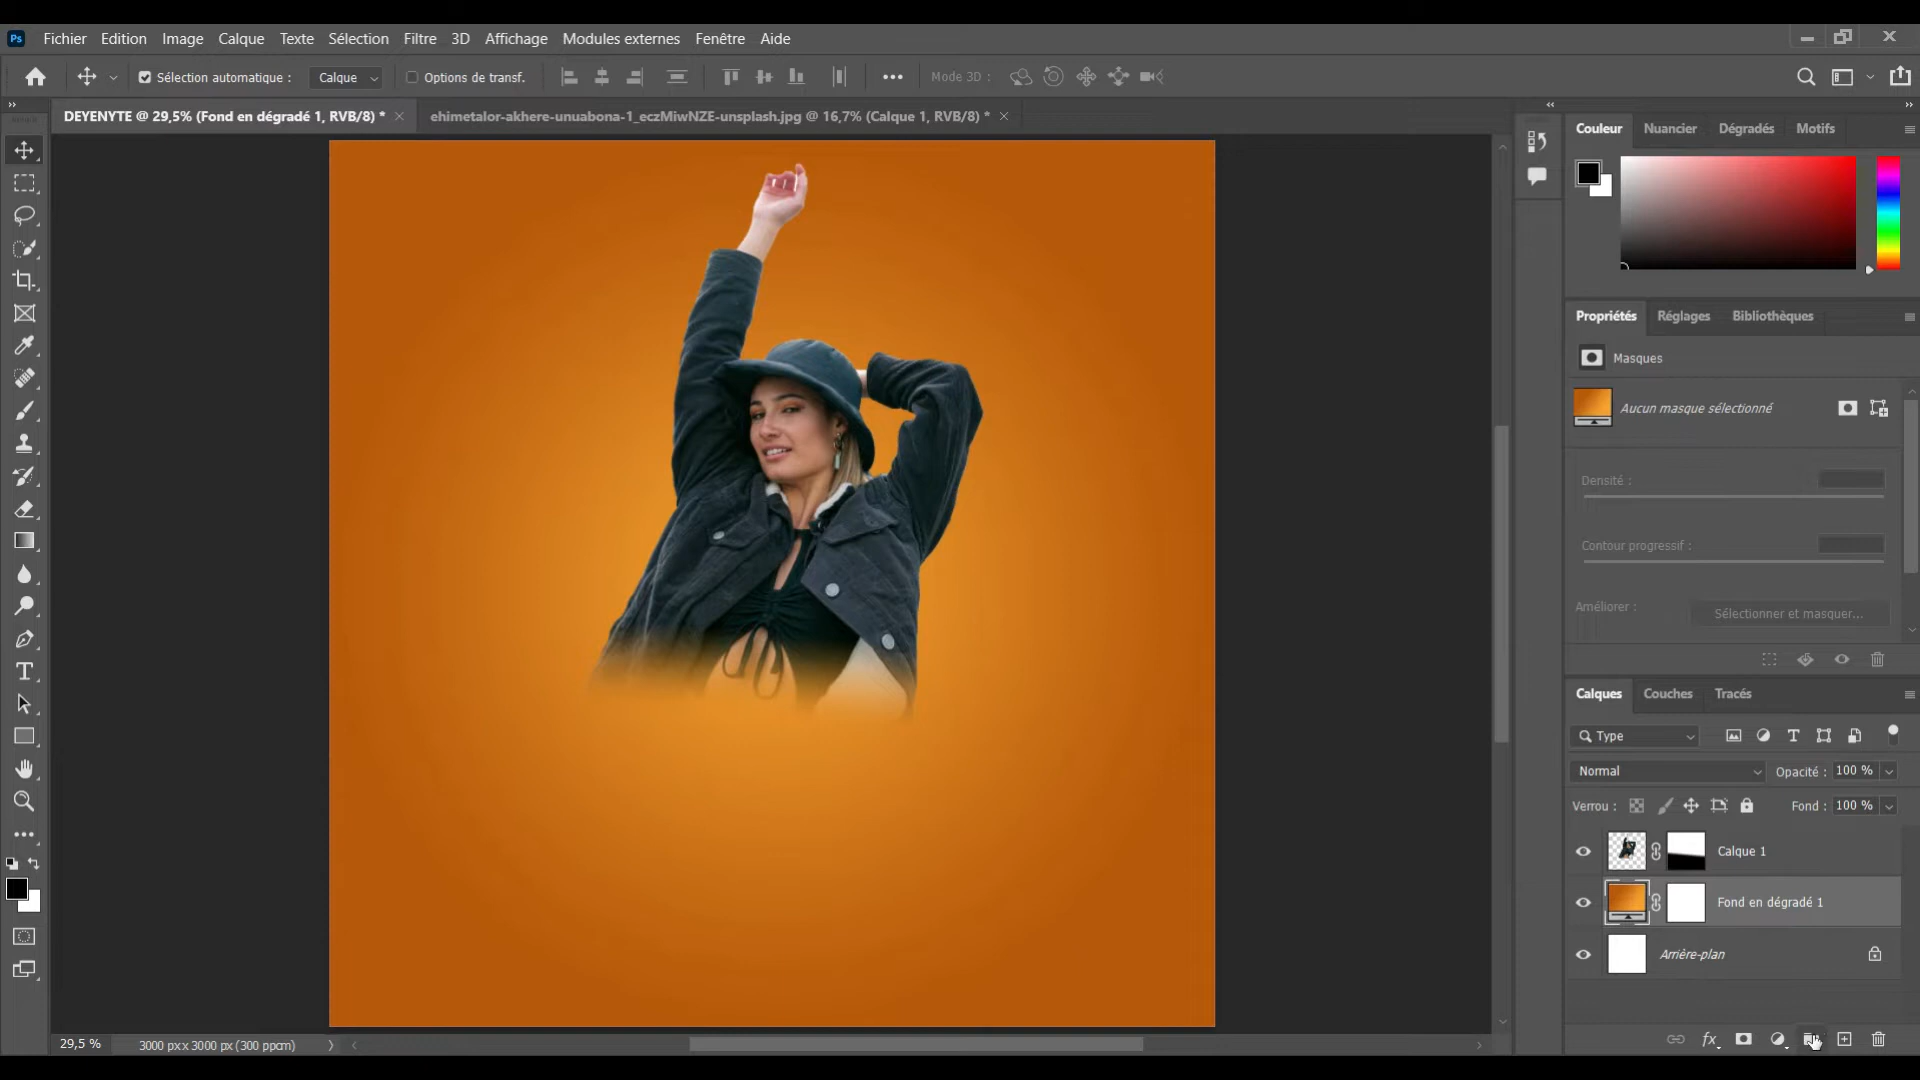 Ps Fichier Edition Image Calque Texte Sélection Filtre 3D Affichage Modules externes Fenêtre Aide
Sélection automatique : Calque Options de transf. Mode 3D :
DEYENYTE @ 29,5% (Fond en dégradé 1, RVB/8) * ehimetalor-akhere-unuabona-1_eczMiwNZE-unsplash.jpg @ 16,7% (Calque 1, RVB/8) *
Couleur Nuancier Dégradés Motifs
Propriétés Réglages Bibliothèques
Masques
Aucun masque sélectionné
Densité :
Contour progressif :
Améliorer : Sélectionner et masquer...
Calques Couches Tracés
Type
Normal Opacité : 100 %
Verrou : Fond : 100 %
Calque 1
Fond en dégradé 1
Arrière-plan
fx
29,5 % 3000 px x 3000 px (300 ppcm)